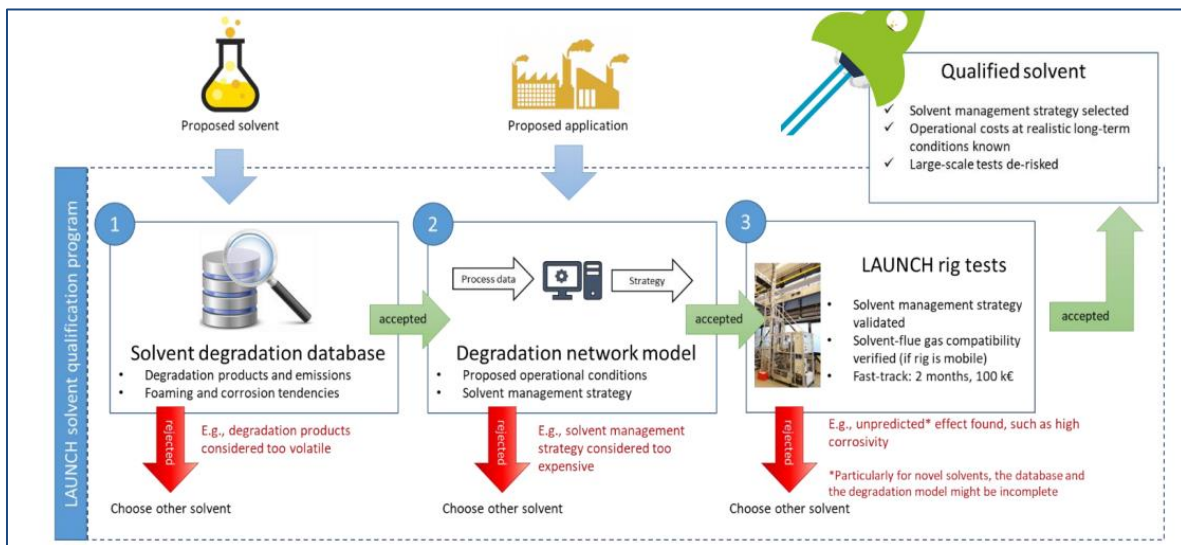 Proposed solvent
Proposed application
Qualified solvent
✓ Solvent management strategy selected
✓ Operational costs at realistic long-term
conditions known
✓ Large-scale tests de-risked
LAUNCH solvent qualification program
1
Solvent degradation database
• Degradation products and emissions
• Foaming and corrosion tendencies
accepted
2
Process data
Strategy
Degradation network model
• Proposed operational conditions
• Solvent management strategy
accepted
3
LAUNCH rig tests
• Solvent management strategy
validated
• Solvent-flue gas compatibility
verified (if rig is mobile)
• Fast-track: 2 months, 100 k€
accepted
rejected
E.g., degradation products
considered too volatile
Choose other solvent
rejected
E.g., solvent management
strategy considered too
expensive
Choose other solvent
rejected
E.g., unpredicted* effect found, such as high
corrosivity
*Particularly for novel solvents, the database and
the degradation model might be incomplete
Choose other solvent